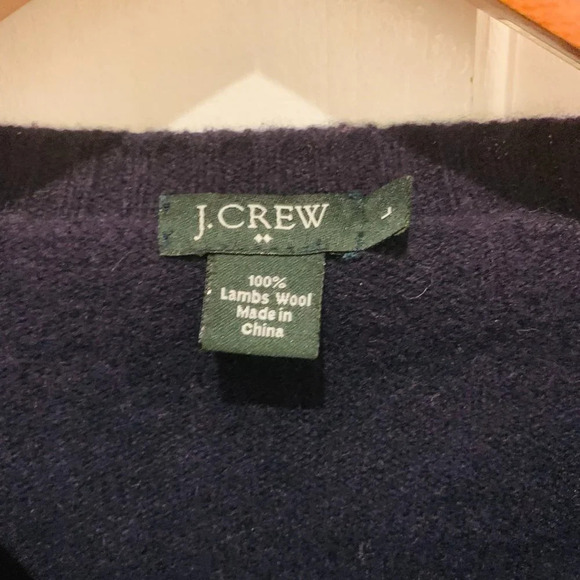 J.CREW
100%
Lambs Wool
Made in
China